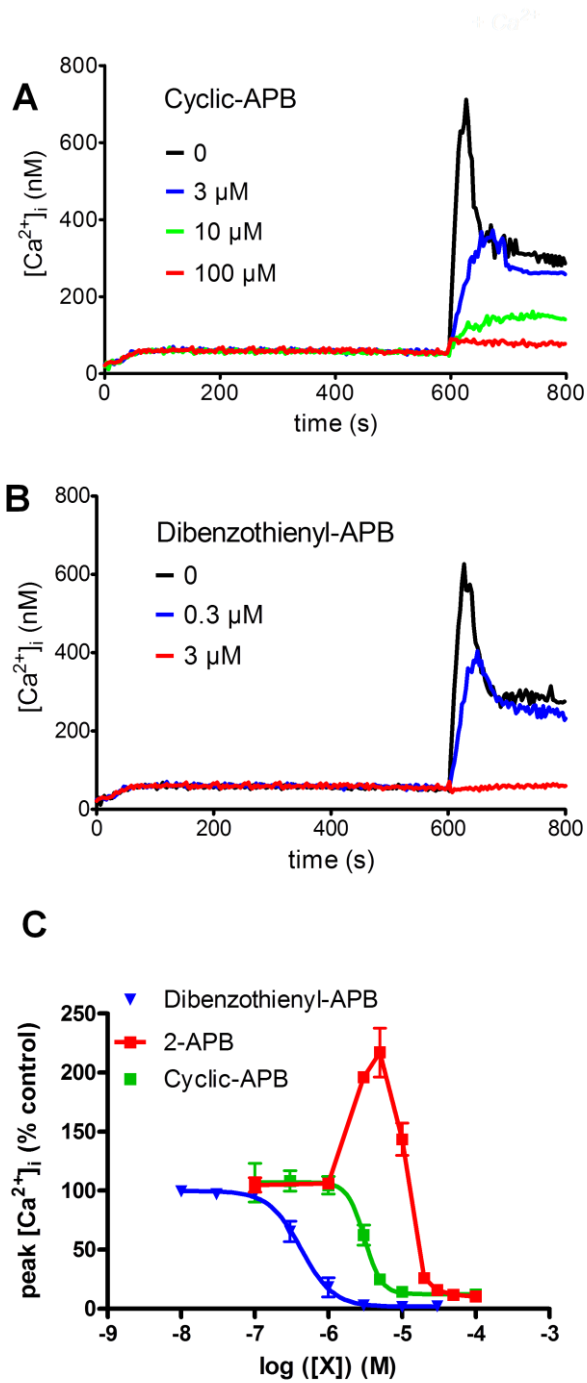 + Ca²⁺
A
Cyclic-APB
0
3 µM
10 µM
100 µM
[Ca²⁺]ᵢ (nM)
800
600
400
200
0
0 200 400 600 800
time (s)
B
Dibenzothienyl-APB
0
0.3 µM
3 µM
[Ca²⁺]ᵢ (nM)
800
600
400
200
0
0 200 400 600 800
time (s)
C
Dibenzothienyl-APB
2-APB
Cyclic-APB
peak [Ca²⁺]ᵢ (% control)
250
200
150
100
50
0
-9 -8 -7 -6 -5 -4 -3
log ([X]) (M)